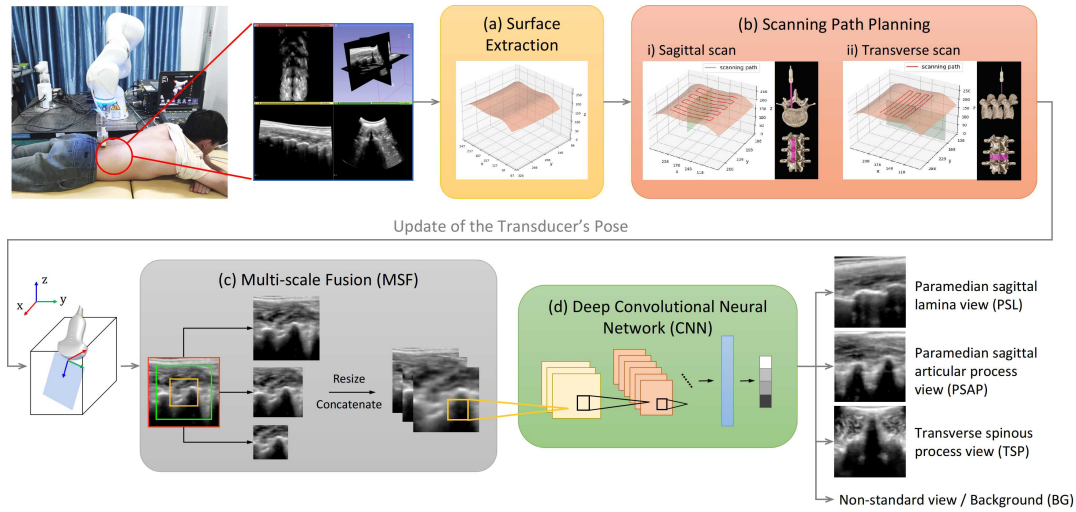 (a) Surface
Extraction
(b) Scanning Path Planning
i) Sagittal scan
ii) Transverse scan
scanning path
scanning path
Update of the Transducer's Pose
z
y
x
(c) Multi-scale Fusion (MSF)
Resize
Concatenate
(d) Deep Convolutional Neural
Network (CNN)
Paramedian sagittal
lamina view (PSL)
Paramedian sagittal
articular process
view (PSAP)
Transverse spinous
process view (TSP)
Non-standard view / Background (BG)